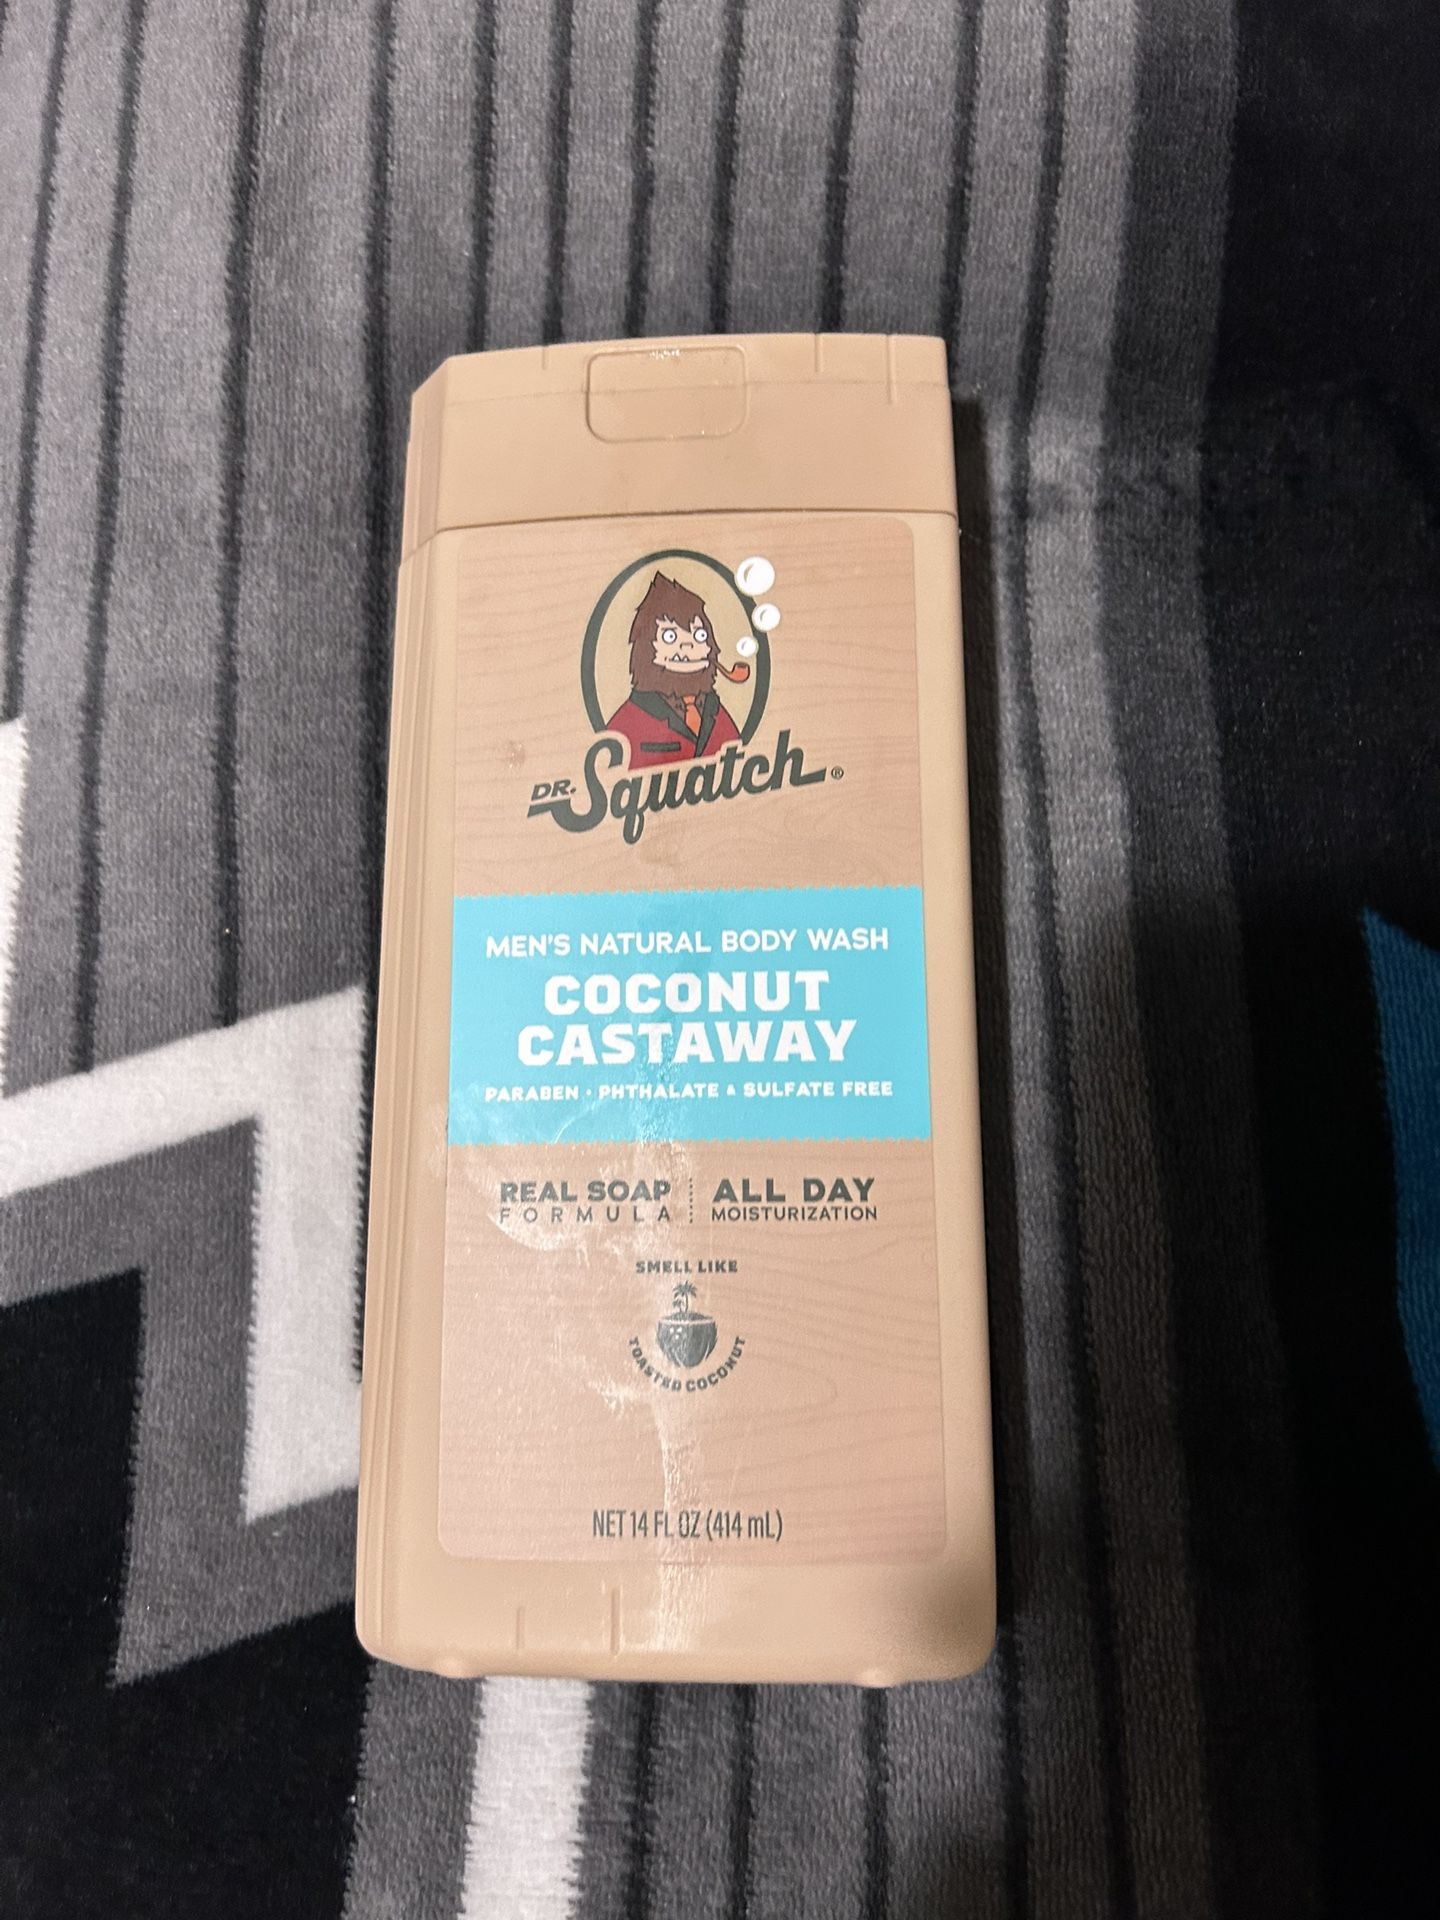 DR. Squatch®
MEN'S NATURAL BODY WASH
COCONUT
CASTAWAY
PARABEN • PHTHALATE & SULFATE FREE
REAL SOAP
FORMULA
ALL DAY
MOISTURIZATION
SMELL LIKE
TOASTED COCONUT
NET 14 FL OZ (414 mL)